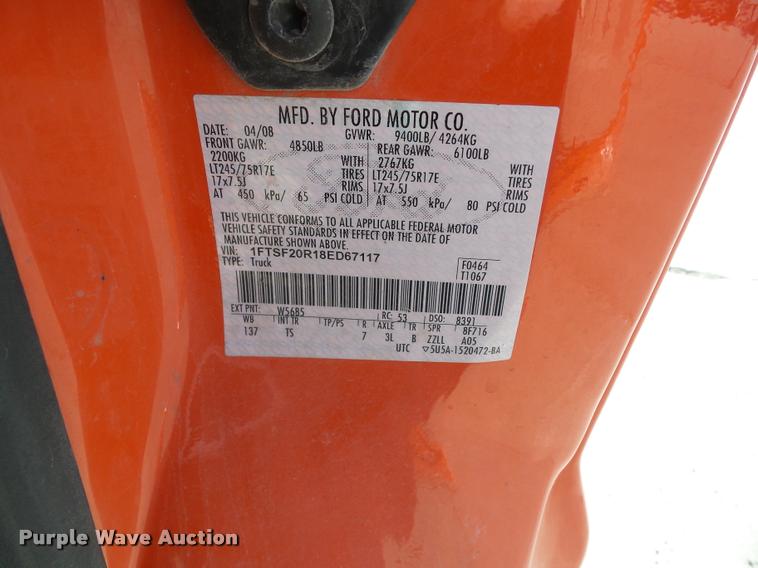 MFD. BY FORD MOTOR CO.
DATE: 04/08 GVWR: 9400LB/ 4264KG
FRONT GAWR: 4850LB REAR GAWR: 6100LB
2200KG WITH 2767KG WITH
LT245/75R17E TIRES LT245/75R17E TIRES
17x7.5J RIMS 17x7.5J RIMS
AT 450 kPa/ 65 PSI COLD AT 550 kPa/ 80 PSI COLD
THIS VEHICLE CONFORMS TO ALL APPLICABLE FEDERAL MOTOR
VEHICLE SAFETY STANDARDS IN EFFECT ON THE DATE OF
MANUFACTURE SHOWN ABOVE.
VIN: 1FTSF20R18ED67117
TYPE: Truck
F0464
T1067
EXT PNT: W5685 RC: 53 DSO: 8391
WB INT TR TP/PS R AXLE TR SPR 8F716
137 TS 7 3L B ZZLL A05
UTC ▽5U5A-1520472-BA
Purple Wave Auction